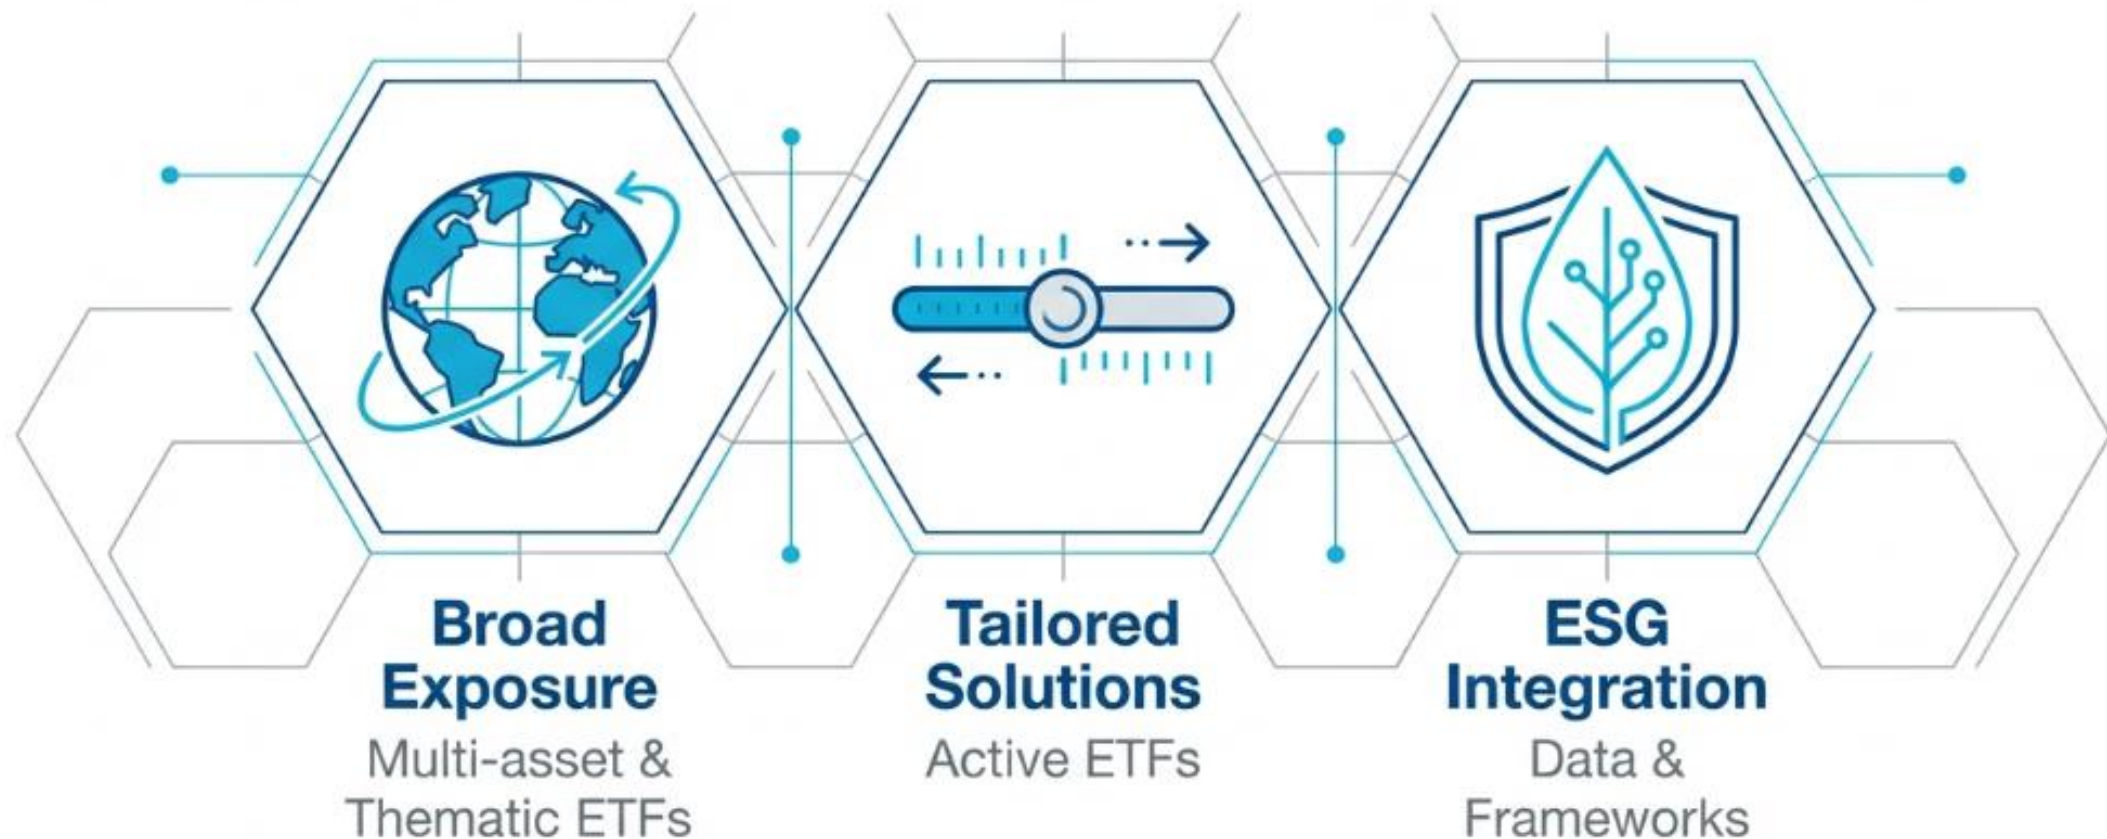 Broad
Exposure
Multi-asset &
Thematic ETFs
Tailored
Solutions
Active ETFs
ESG
Integration
Data &
Frameworks